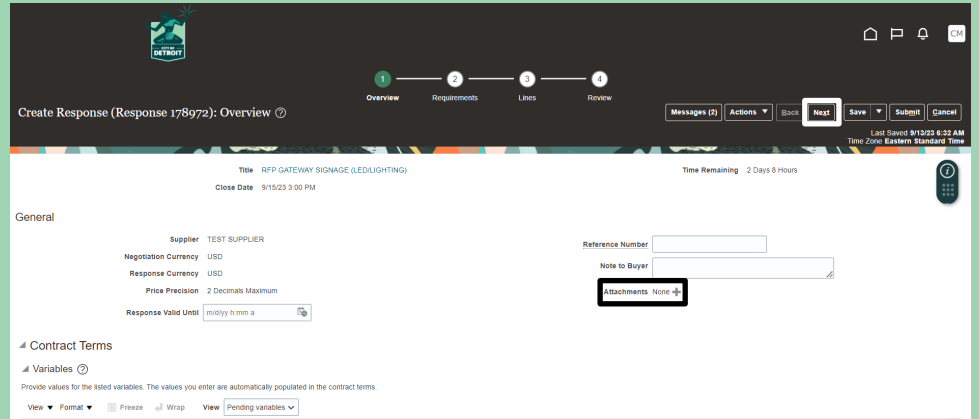 CITY OF
DETROIT
CM
1 2 3 4
Overview Requirements Lines Review
Create Response (Response 178972): Overview ?
Messages (2) Actions Back Next Save Submit Cancel
Last Saved 9/13/23 6:32 AM
Time Zone Eastern Standard Time
Title RFP GATEWAY SIGNAGE (LED/LIGHTING) Time Remaining 2 Days 8 Hours
Close Date 9/15/23 3:00 PM
General
Supplier TEST SUPPLIER Reference Number
Negotiation Currency USD Note to Buyer
Response Currency USD
Price Precision 2 Decimals Maximum Attachments None
Response Valid Until m/d/yy h:mm a
Contract Terms
Variables ?
Provide values for the listed variables. The values you enter are automatically populated in the contract terms.
View Format Freeze Wrap View Pending variables